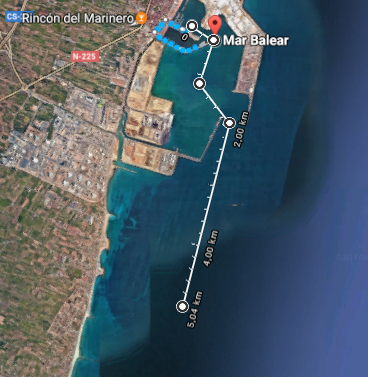 CS-
Rincón del Marinero
N-225
0
Mar Balear
2,00 km
4,00 km
5,04 km